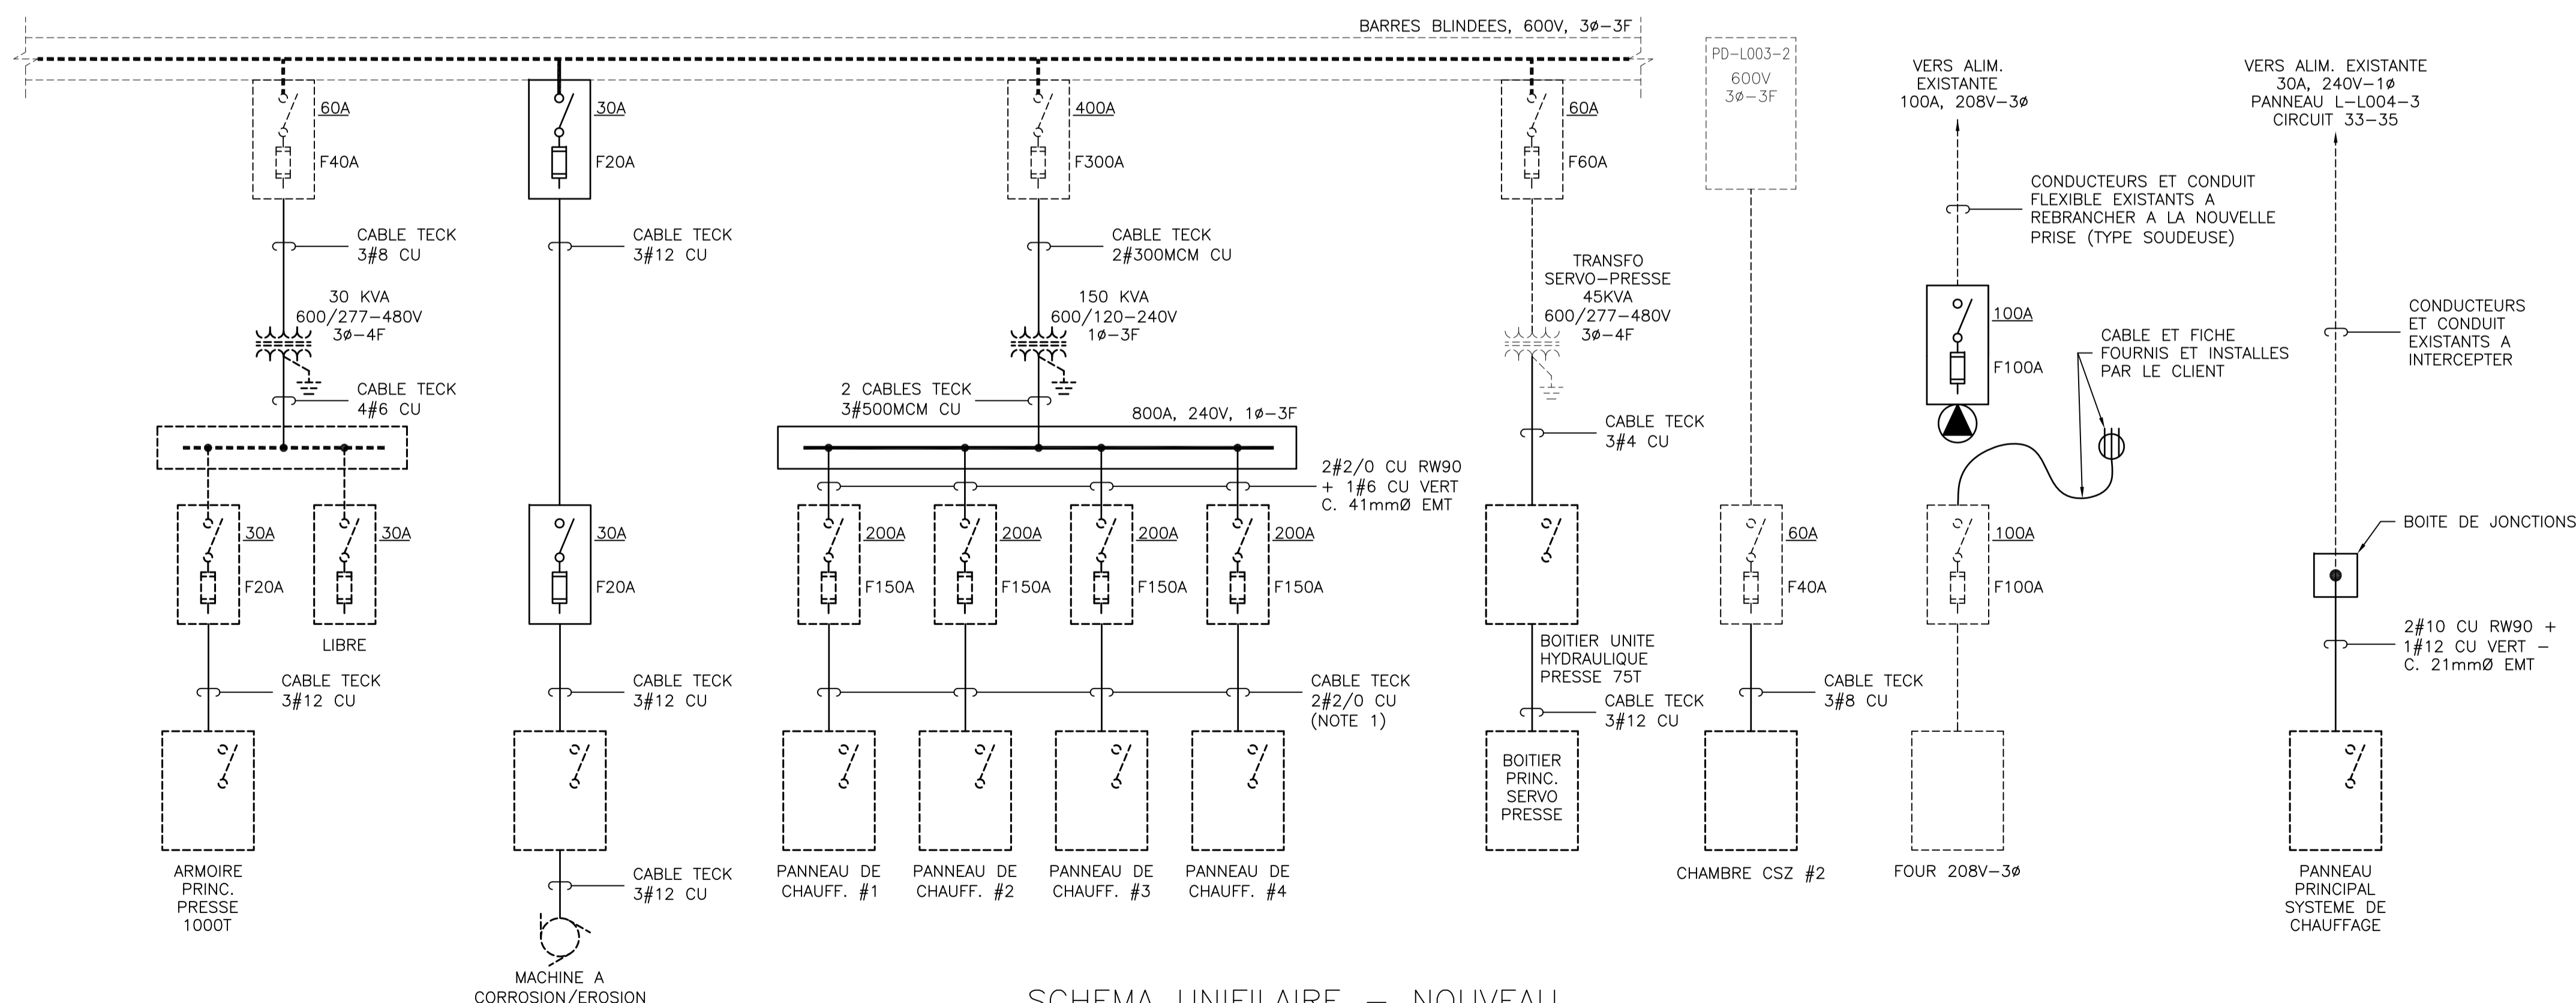 BARRES BLINDEES, 600V, 3ø-3F
60A
F40A
CABLE TECK
3#8 CU
30 KVA
600/277-480V
3ø-4F
CABLE TECK
4#6 CU
30A
F20A
30A
LIBRE
CABLE TECK
3#12 CU
ARMOIRE
PRINC.
PRESSE
1000T
30A
F20A
CABLE TECK
3#12 CU
30A
F20A
CABLE TECK
3#12 CU
CABLE TECK
3#12 CU
MACHINE A
CORROSION/EROSION
400A
F300A
CABLE TECK
2#300MCM CU
150 KVA
600/120-240V
1ø-3F
2 CABLES TECK
3#500MCM CU
800A, 240V, 1ø-3F
2#2/0 CU RW90
+ 1#6 CU VERT
C. 41mmØ EMT
200A
F150A
200A
F150A
200A
F150A
200A
F150A
CABLE TECK
2#2/0 CU
(NOTE 1)
PANNEAU DE
CHAUFF. #1
PANNEAU DE
CHAUFF. #2
PANNEAU DE
CHAUFF. #3
PANNEAU DE
CHAUFF. #4
60A
F60A
TRANSFO
SERVO-PRESSE
45KVA
600/277-480V
3ø-4F
CABLE TECK
3#4 CU
BOITIER UNITE
HYDRAULIQUE
PRESSE 75T
CABLE TECK
3#12 CU
BOITIER
PRINC.
SERVO
PRESSE
PD-L003-2
600V
3ø-3F
60A
F40A
CABLE TECK
3#8 CU
CHAMBRE CSZ #2
VERS ALIM.
EXISTANTE
100A, 208V-3ø
CONDUCTEURS ET CONDUIT
FLEXIBLE EXISTANTS A
REBRANCHER A LA NOUVELLE
PRISE (TYPE SOUDEUSE)
100A
F100A
CABLE ET FICHE
FOURNIS ET INSTALLES
PAR LE CLIENT
100A
F100A
FOUR 208V-3ø
VERS ALIM. EXISTANTE
30A, 240V-1ø
PANNEAU L-L004-3
CIRCUIT 33-35
CONDUCTEURS
ET CONDUIT
EXISTANTS A
INTERCEPTER
BOITE DE JONCTIONS
2#10 CU RW90 +
1#12 CU VERT -
C. 21mmØ EMT
PANNEAU
PRINCIPAL
SYSTEME DE
CHAUFFAGE
SCHEMA UNIFILAIRE - NOUVEAU